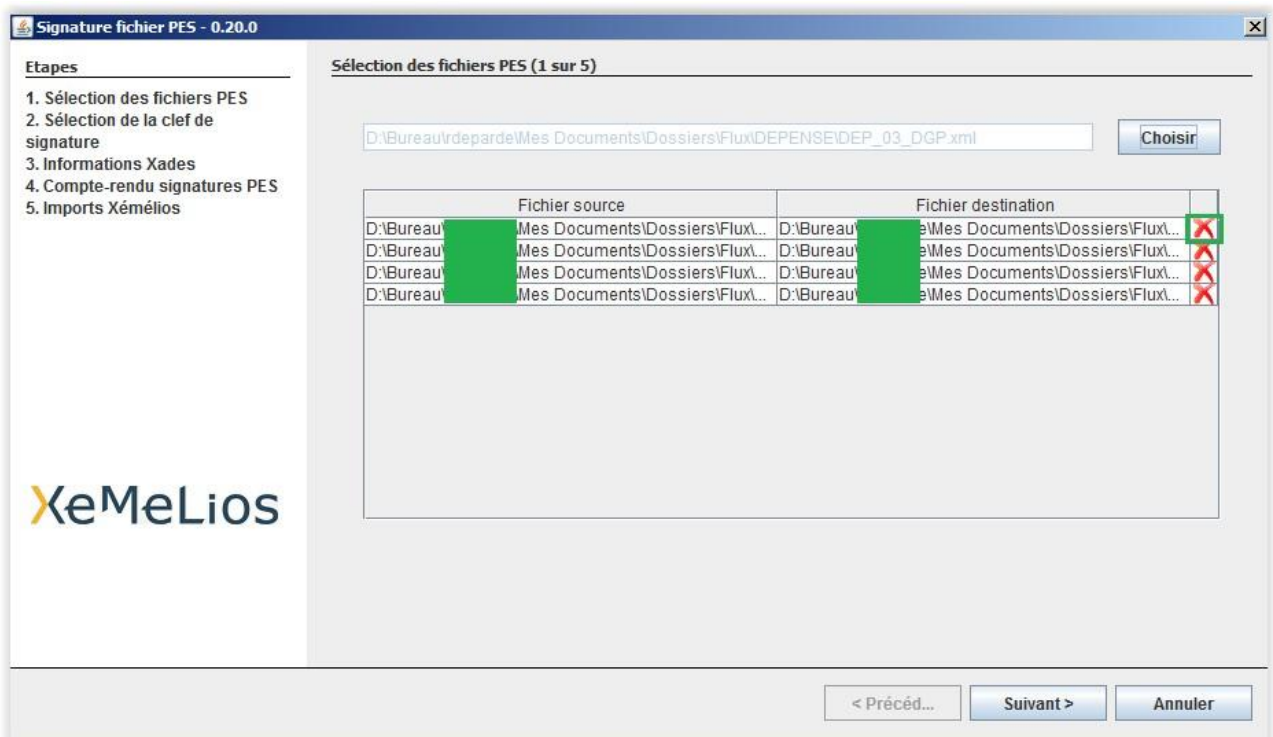 Signature fichier PES - 0.20.0
Etapes
1. Sélection des fichiers PES
2. Sélection de la clef de
signature
3. Informations Xades
4. Compte-rendu signatures PES
5. Imports Xémélios
XeMeLios
Sélection des fichiers PES (1 sur 5)
D:\Bureau\rdeparde\Mes Documents\Dossiers\Flux\DEPENSE\DEP_03_DGP.xml
Choisir
Fichier source Fichier destination
D:\Bureau\ \Mes Documents\Dossiers\Flux\... D:\Bureau\ e\Mes Documents\Dossiers\Flux\...
D:\Bureau\ \Mes Documents\Dossiers\Flux\... D:\Bureau\ e\Mes Documents\Dossiers\Flux\...
D:\Bureau\ \Mes Documents\Dossiers\Flux\... D:\Bureau\ e\Mes Documents\Dossiers\Flux\...
D:\Bureau\ \Mes Documents\Dossiers\Flux\... D:\Bureau\ e\Mes Documents\Dossiers\Flux\...
< Précéd... Suivant > Annuler